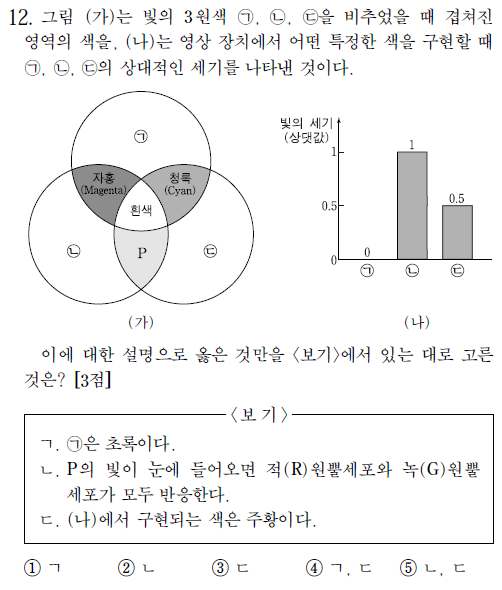 12. 그림 (가)는 빛의 3원색 ㉠, ㉡, ㉢을 비추었을 때 겹쳐진
영역의 색을, (나)는 영상 장치에서 어떤 특정한 색을 구현할 때
㉠, ㉡, ㉢의 상대적인 세기를 나타낸 것이다.
㉠
자홍
(Magenta)
청록
(Cyan)
흰색
㉡
P
㉢
(가)
빛의 세기
(상댓값)
1
0.5
0
0
1
0.5
㉠ ㉡ ㉢
(나)
이에 대한 설명으로 옳은 것만을 〈보기〉에서 있는 대로 고른
것은? [3점]
〈보 기〉
ㄱ. ㉠은 초록이다.
ㄴ. P의 빛이 눈에 들어오면 적(R)원뿔세포와 녹(G)원뿔
세포가 모두 반응한다.
ㄷ. (나)에서 구현되는 색은 주황이다.
① ㄱ ② ㄴ ③ ㄷ ④ ㄱ, ㄷ ⑤ ㄴ, ㄷ